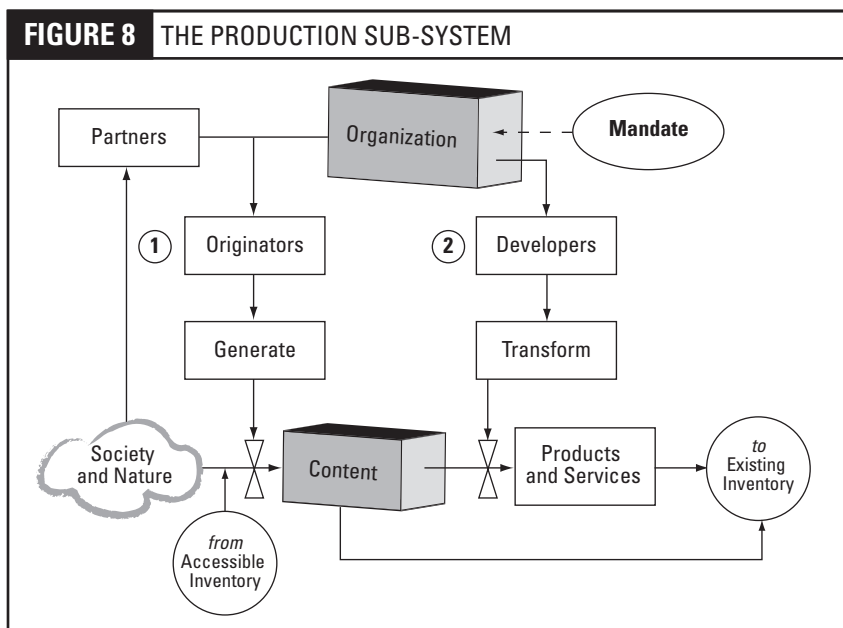 FIGURE 8 THE PRODUCTION SUB-SYSTEM
Partners
Organization
Mandate
1
Originators
2
Developers
Generate
Transform
Society
and Nature
Content
Products
and Services
to
Existing
Inventory
from
Accessible
Inventory